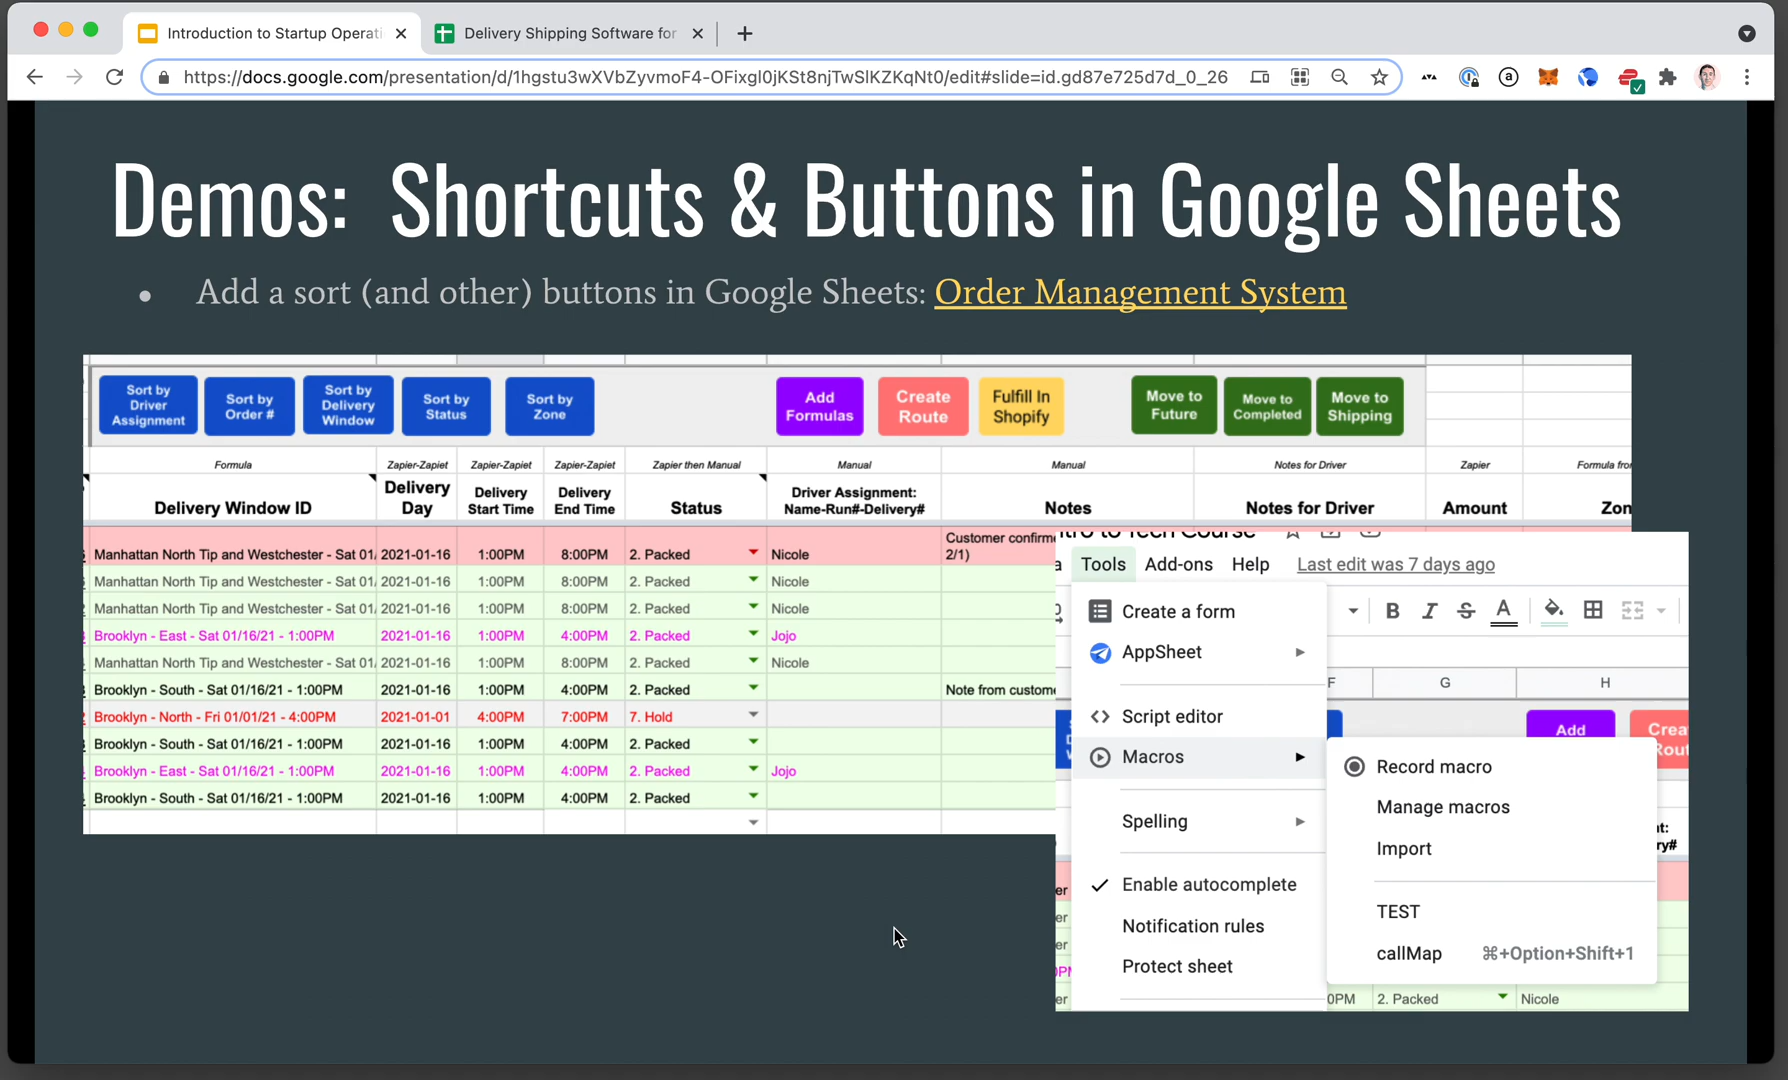 Introduction to Startup Operati
Delivery Shipping Software for
https://docs.google.com/presentation/d/1hgstu3wXVbZyvmoF4-OFixgl0jKSt8njTwSlKZKqNt0/edit#slide=id.gd87e725d7d_0_26
Demos: Shortcuts & Buttons in Google Sheets
• Add a sort (and other) buttons in Google Sheets: Order Management System
Sort by
Driver
Assignment
Sort by
Order #
Sort by
Delivery
Window
Sort by
Status
Sort by
Zone
Add
Formulas
Create
Route
Fulfill In
Shopify
Move to
Future
Move to
Completed
Move to
Shipping
Formula Zapier-Zapiet Zapier-Zapiet Zapier-Zapiet Zapier then Manual Manual Manual Notes for Driver Zapier Formula fro
Delivery Window ID
Delivery
Day
Delivery
Start Time
Delivery
End Time
Status
Driver Assignment:
Name-Run#-Delivery#
Notes
Notes for Driver
Amount
Zon
Manhattan North Tip and Westchester - Sat 01/ 2021-01-16 1:00PM 8:00PM 2. Packed Nicole
Customer confirm
2/1)
Manhattan North Tip and Westchester - Sat 01/ 2021-01-16 1:00PM 8:00PM 2. Packed Nicole
Manhattan North Tip and Westchester - Sat 01/ 2021-01-16 1:00PM 8:00PM 2. Packed Nicole
Brooklyn - East - Sat 01/16/21 - 1:00PM 2021-01-16 1:00PM 4:00PM 2. Packed Jojo
Manhattan North Tip and Westchester - Sat 01/ 2021-01-16 1:00PM 8:00PM 2. Packed Nicole
Brooklyn - South - Sat 01/16/21 - 1:00PM 2021-01-16 1:00PM 4:00PM 2. Packed Note from custome
Brooklyn - North - Fri 01/01/21 - 4:00PM 2021-01-01 4:00PM 7:00PM 7. Hold
Brooklyn - South - Sat 01/16/21 - 1:00PM 2021-01-16 1:00PM 4:00PM 2. Packed
Brooklyn - East - Sat 01/16/21 - 1:00PM 2021-01-16 1:00PM 4:00PM 2. Packed Jojo
Brooklyn - South - Sat 01/16/21 - 1:00PM 2021-01-16 1:00PM 4:00PM 2. Packed
ntro to Tech Course
a Tools Add-ons Help Last edit was 7 days ago
Create a form
B I S A
AppSheet
F G H
Script editor
Add
Crea
Rou
Macros
Record macro
Manage macros
Spelling
nt:
ry#
Import
Enable autocomplete
TEST
Notification rules
callMap ⌘+Option+Shift+1
Protect sheet
0PM 2. Packed Nicole